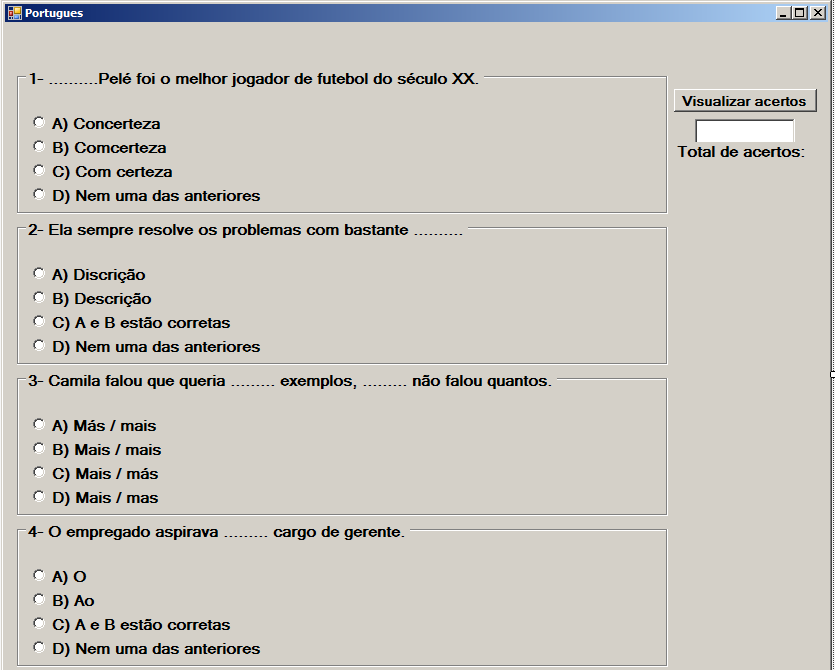 Portugues
1- ..........Pelé foi o melhor jogador de futebol do século XX.
A) Concerteza
B) Comcerteza
C) Com certeza
D) Nem uma das anteriores
Visualizar acertos
Total de acertos:
2- Ela sempre resolve os problemas com bastante ..........
A) Discrição
B) Descrição
C) A e B estão corretas
D) Nem uma das anteriores
3- Camila falou que queria ......... exemplos, ......... não falou quantos.
A) Más / mais
B) Mais / mais
C) Mais / más
D) Mais / mas
4- O empregado aspirava ......... cargo de gerente.
A) O
B) Ao
C) A e B estão corretas
D) Nem uma das anteriores